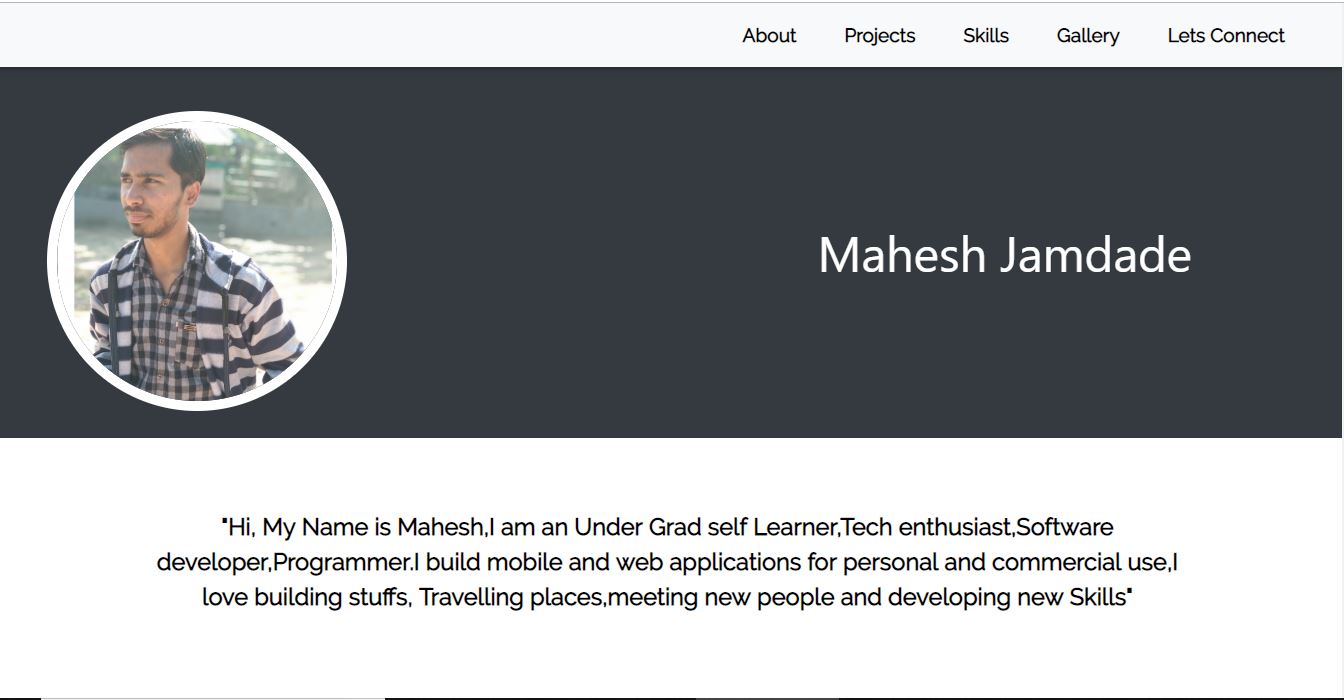 About Projects Skills Gallery Lets Connect
Mahesh Jamdade
"Hi, My Name is Mahesh,I am an Under Grad self Learner,Tech enthusiast,Software
developer,Programmer.I build mobile and web applications for personal and commercial use,I
love building stuffs, Travelling places,meeting new people and developing new Skills"